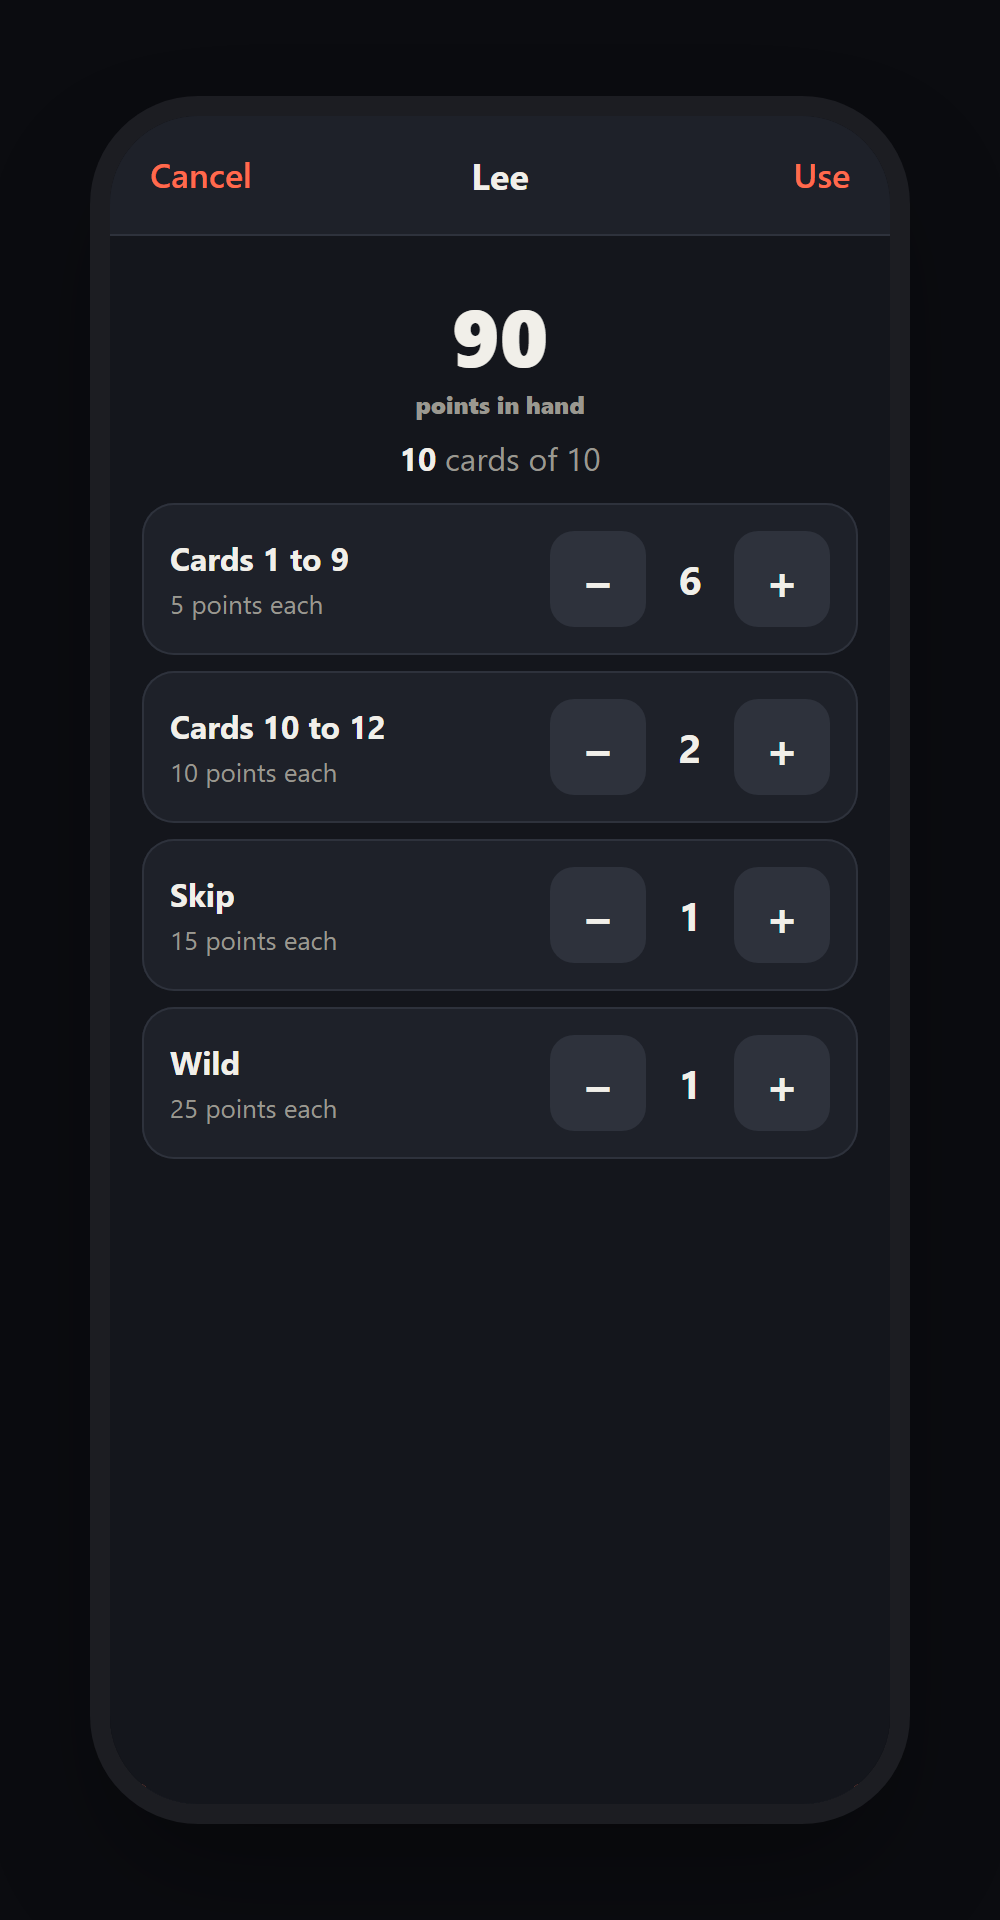 Cancel Lee Use
90
points in hand
10 cards of 10
Cards 1 to 9
5 points each
− 6 +
Cards 10 to 12
10 points each
− 2 +
Skip
15 points each
− 1 +
Wild
25 points each
− 1 +